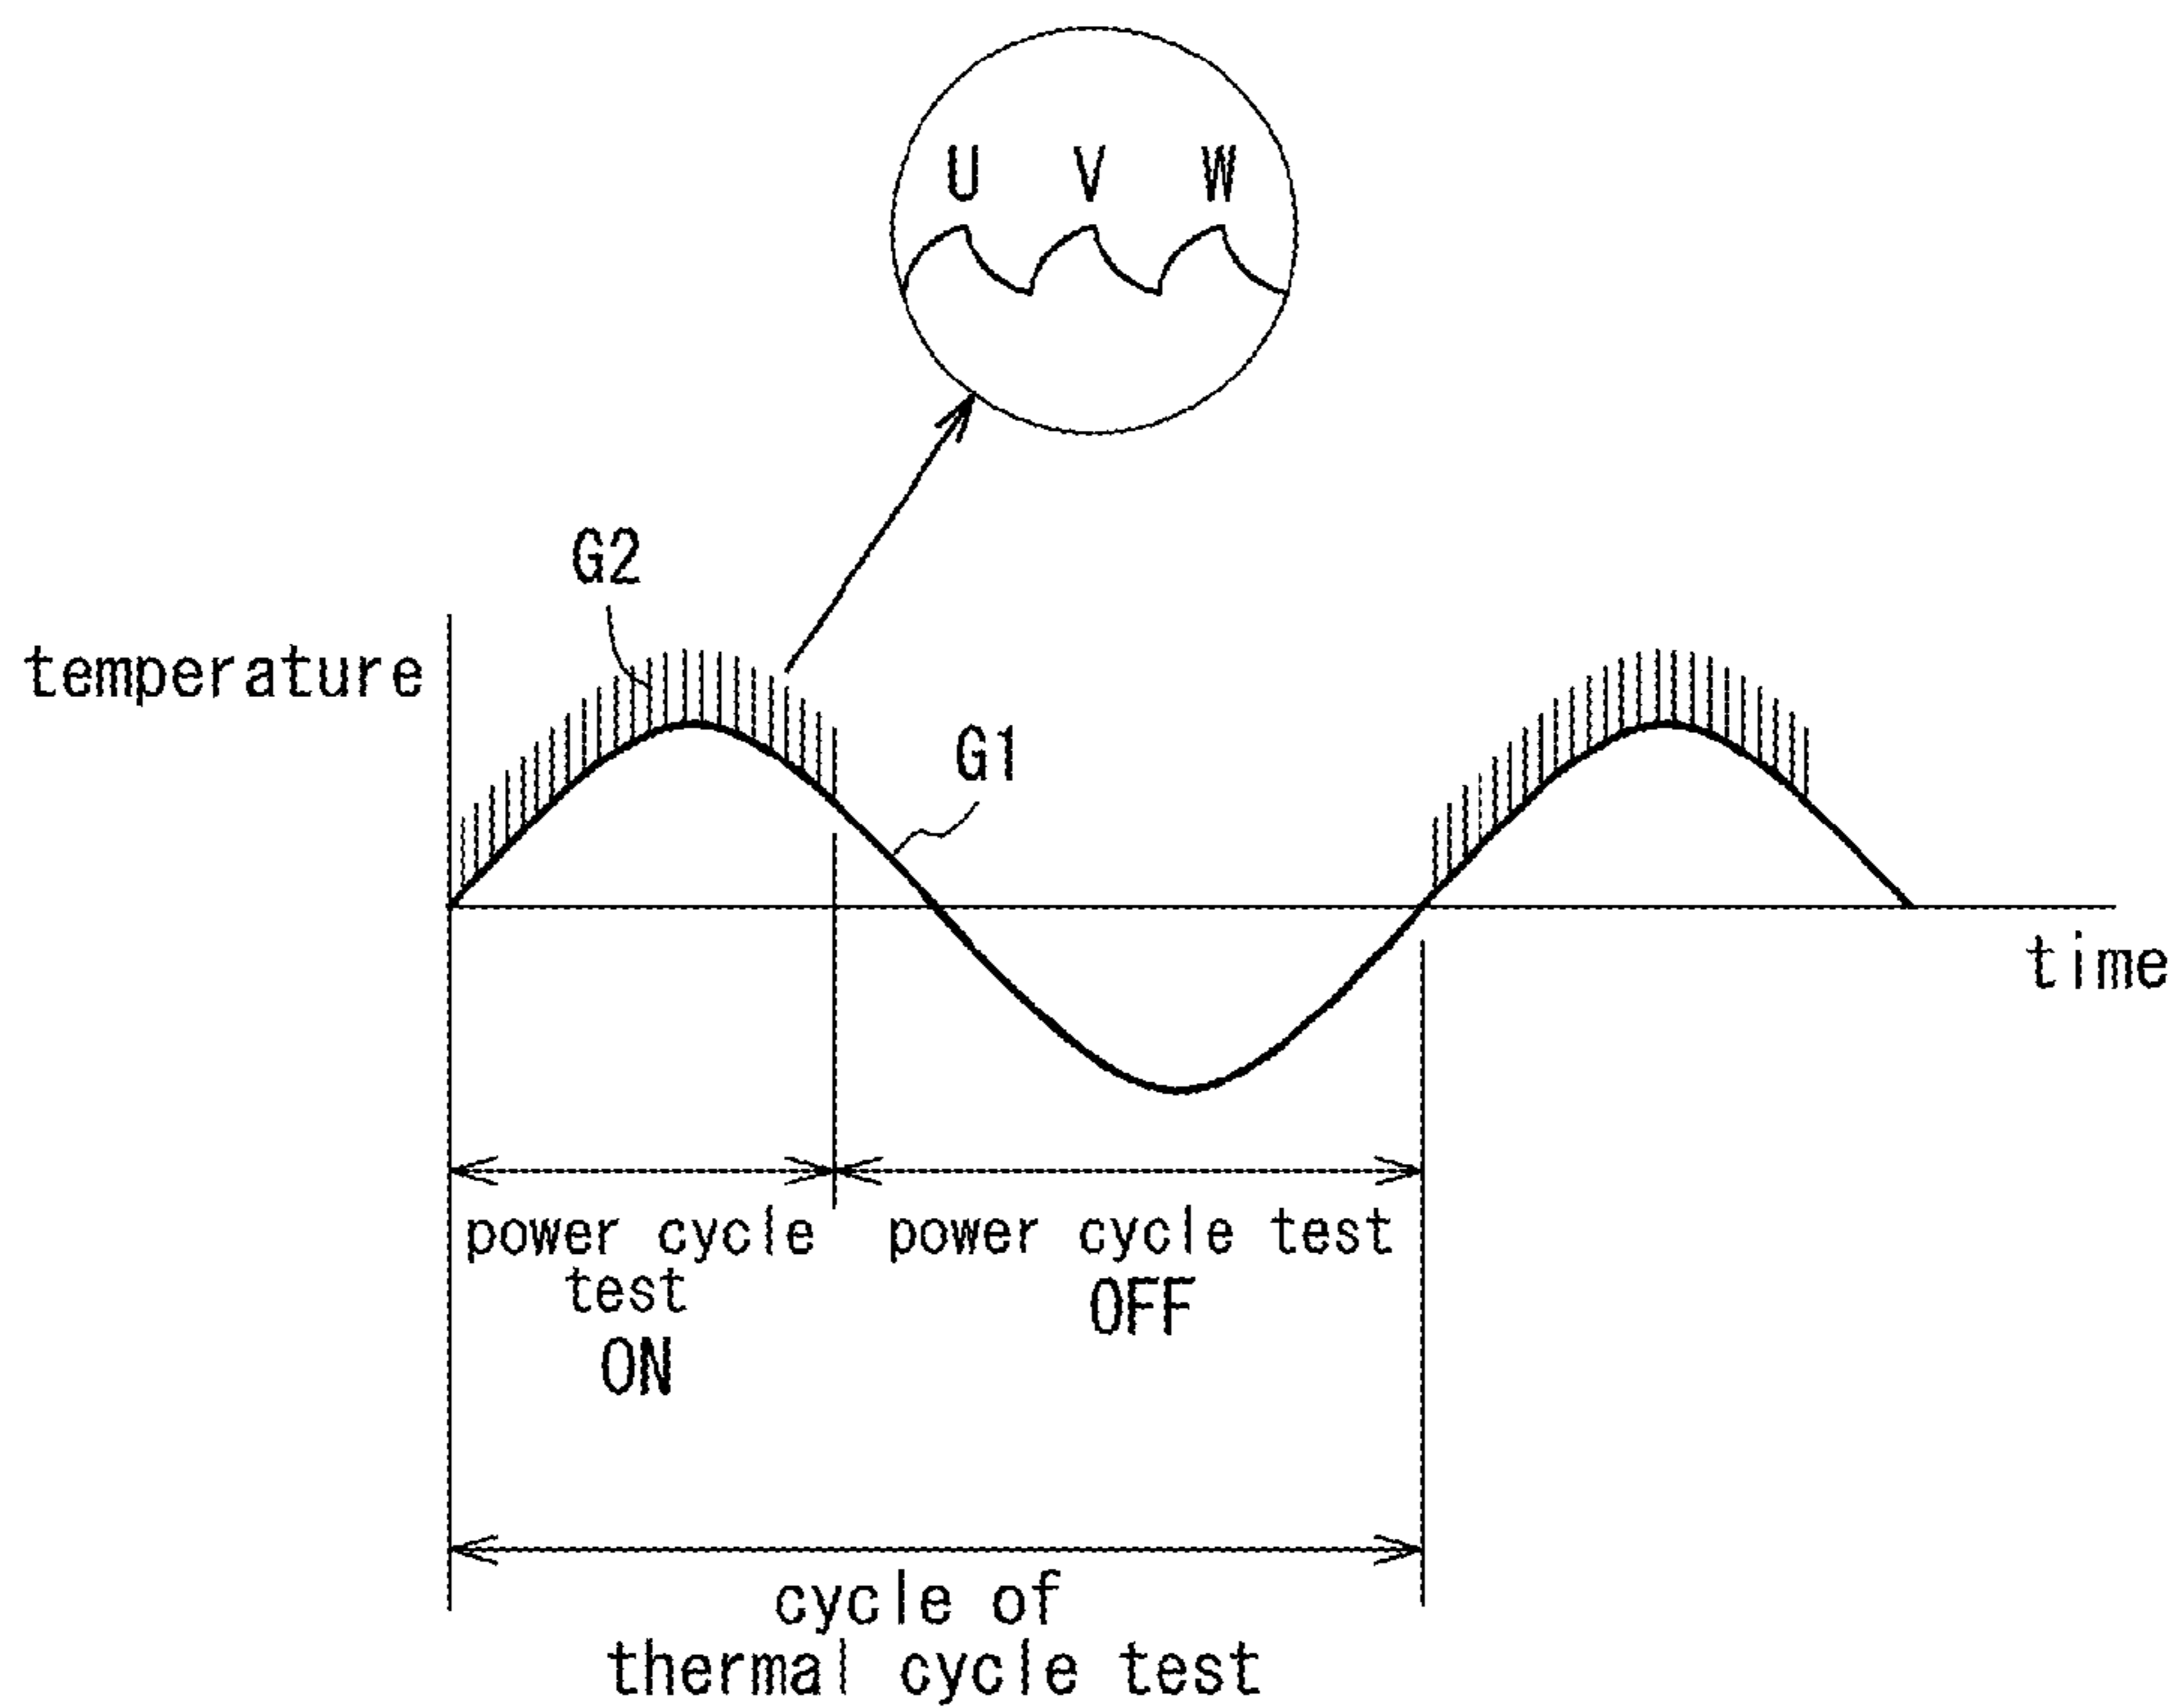 U V W
G2
temperature
G1
time
power cycle
test
ON
power cycle test
OFF
cycle of
thermal cycle test